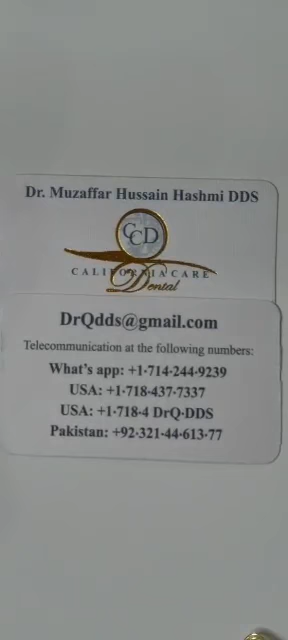 Dr. Muzaffar Hussain Hashmi DDS
CCD
CALIFORNIA CARE
Dental
DrQdds@gmail.com
Telecommunication at the following numbers:
What's app: +1-714-244-9239
USA: +1-718-437-7337
USA: +1-718-4 DrQ-DDS
Pakistan: +92-321-44-613-77